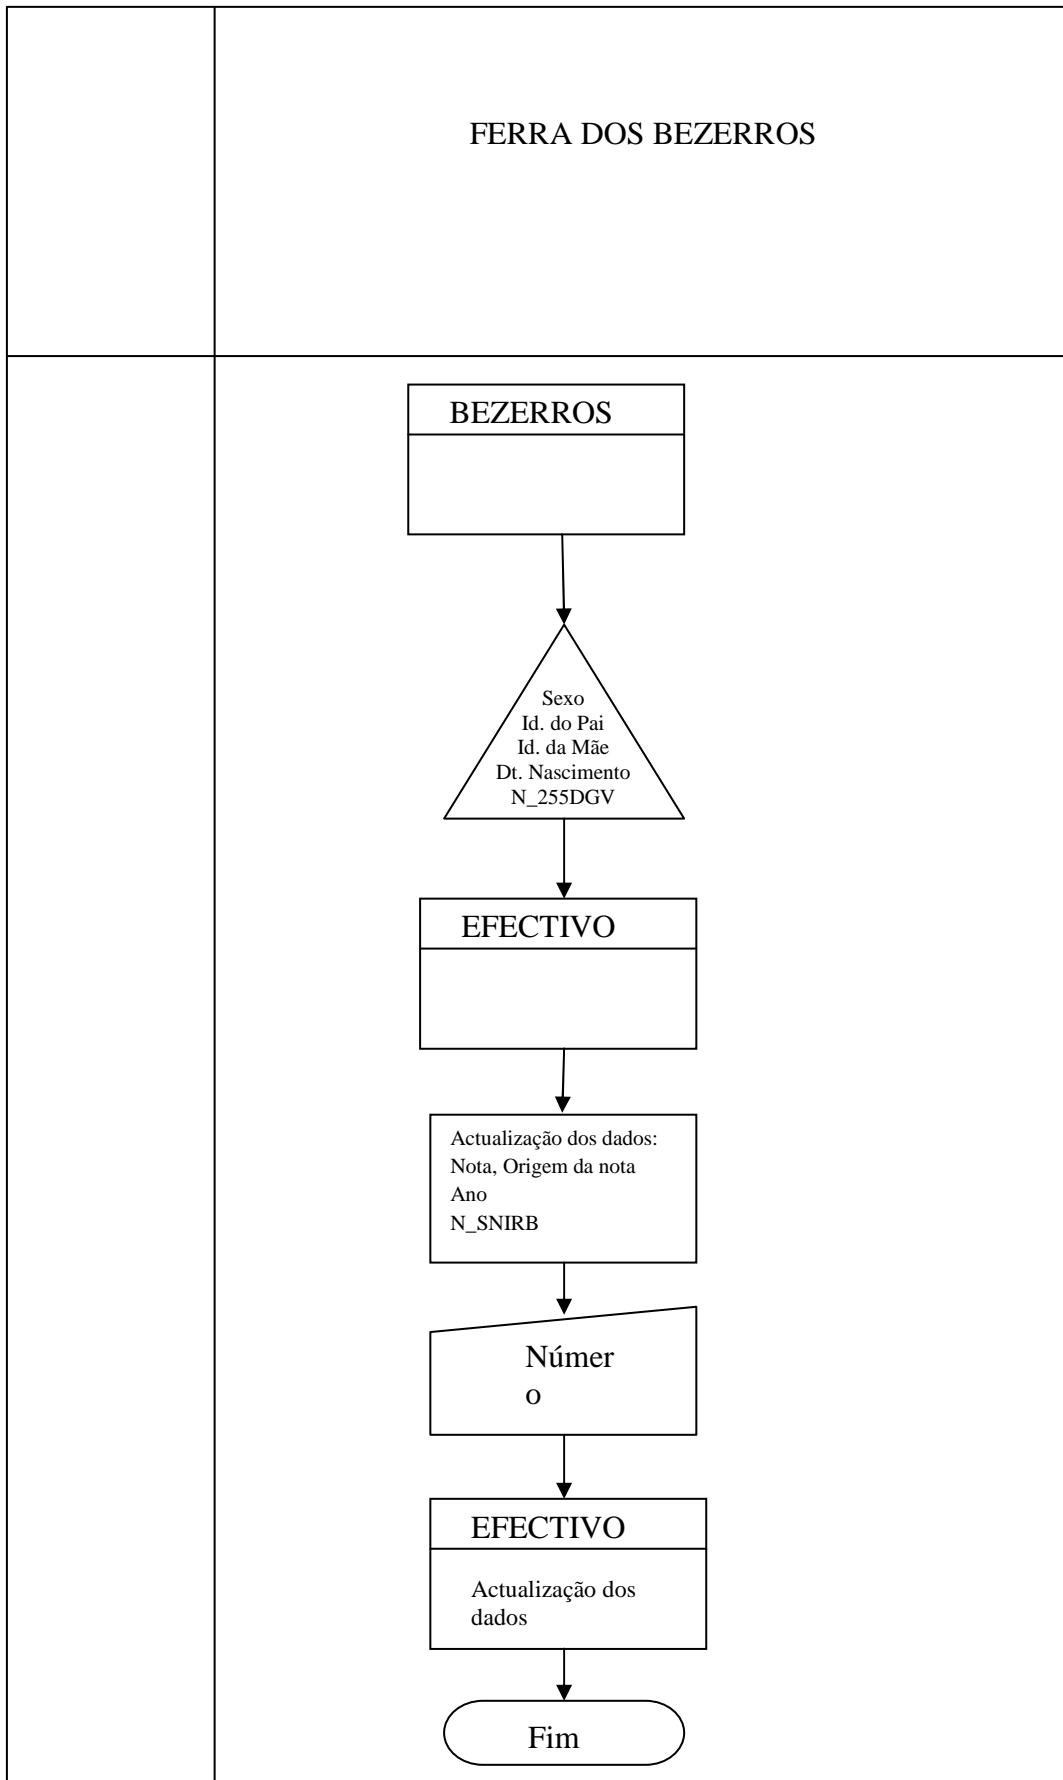 FERRA DOS BEZERROS
BEZERROS
Sexo
Id. do Pai
Id. da Mãe
Dt. Nascimento
N_255DGV
EFECTIVO
Actualização dos dados:
Nota, Origem da nota
Ano
N_SNIRB
Númer
o
EFECTIVO
Actualização dos
dados
Fim